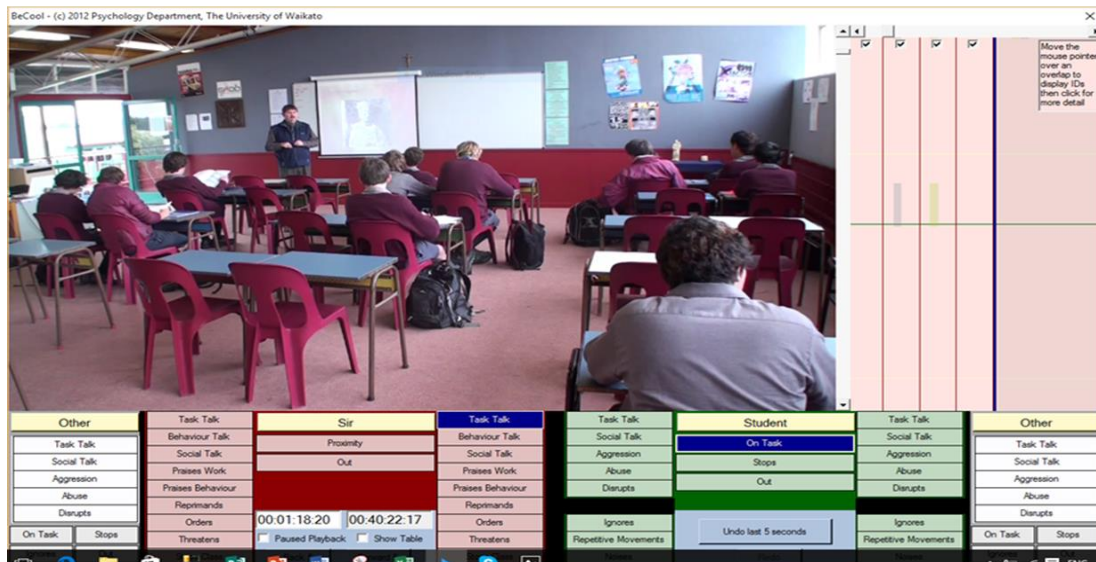 BeCool - (c) 2012 Psychology Department, The University of Waikato
Move the
mouse pointer
over an
overlap to
display IDs
then click for
more detail
Other
Task Talk
Social Talk
Aggression
Abuse
Disrupts
On Task
Stops
Task Talk
Behaviour Talk
Social Talk
Praises Work
Praises Behaviour
Reprimands
Orders
Threatens
Sir
Proximity
Out
00:01:18:20
00:40:22:17
Paused Playback
Show Table
Task Talk
Behaviour Talk
Social Talk
Praises Work
Praises Behaviour
Reprimands
Orders
Threatens
Task Talk
Social Talk
Aggression
Abuse
Disrupts
Ignores
Repetitive Movements
Student
On Task
Stops
Out
Undo last 5 seconds
Task Talk
Social Talk
Aggression
Abuse
Disrupts
Ignores
Repetitive Movements
Other
Task Talk
Social Talk
Aggression
Abuse
Disrupts
On Task
Stops